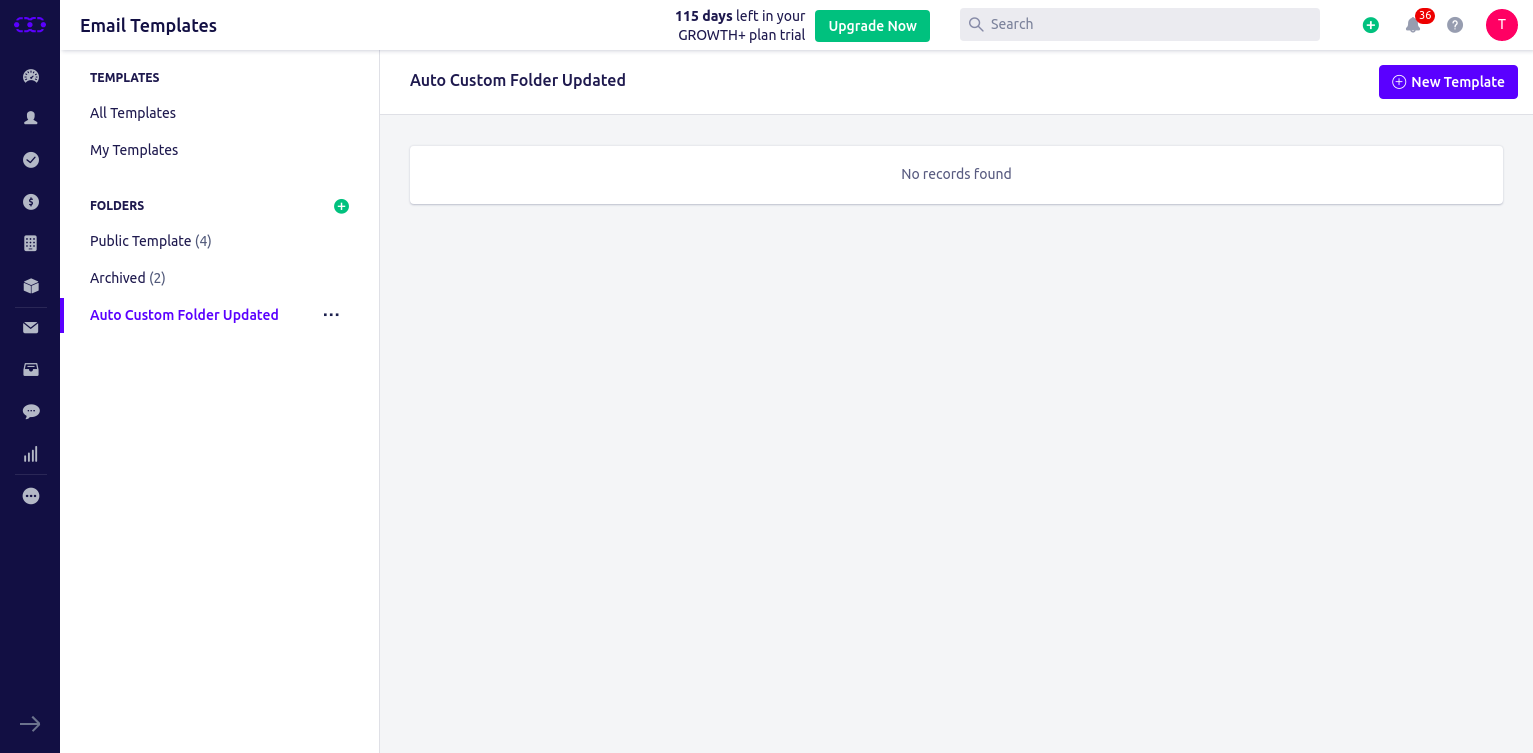 Email Templates
115 days left in your
GROWTH+ plan trial
Upgrade Now
Search
36
T
TEMPLATES
All Templates
My Templates
FOLDERS
Public Template (4)
Archived (2)
Auto Custom Folder Updated
Auto Custom Folder Updated
New Template
No records found